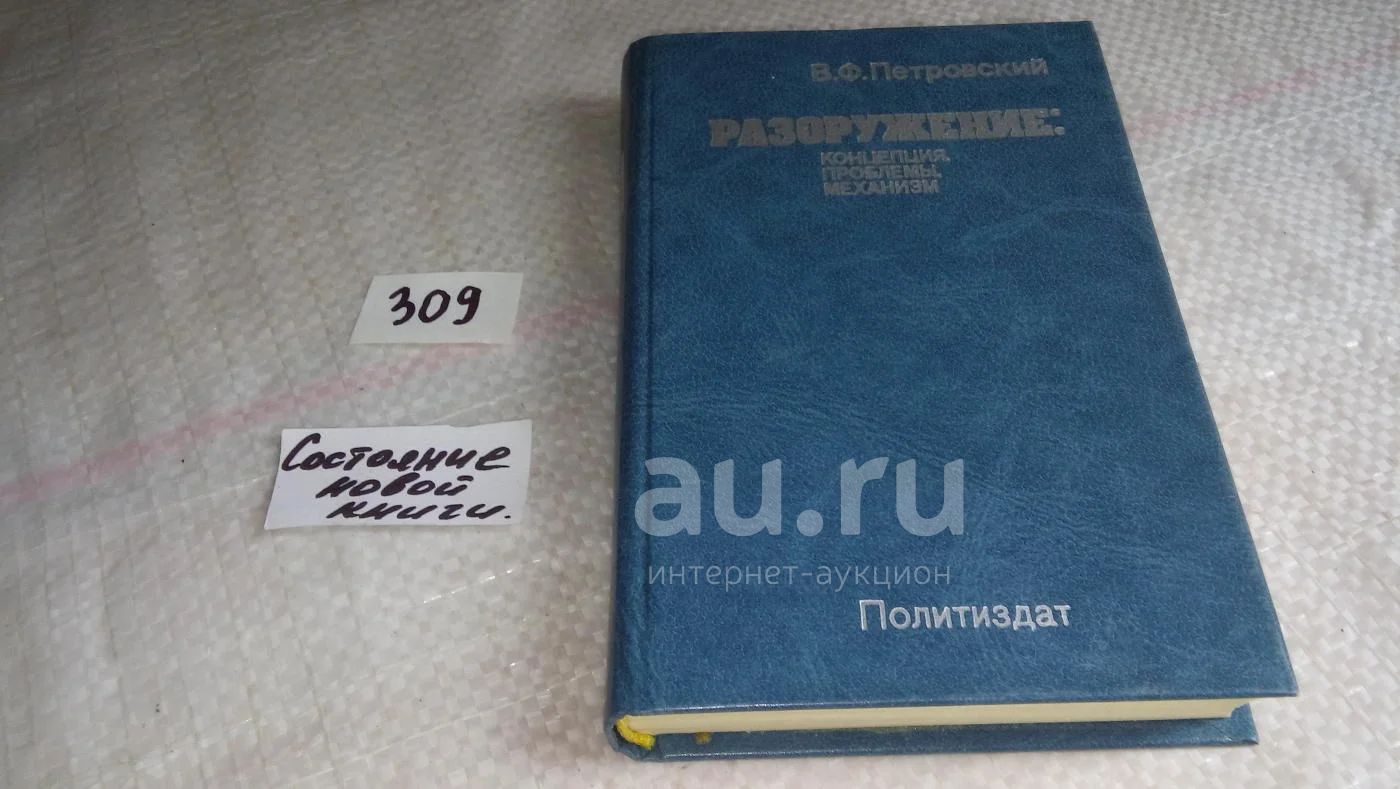 В.Ф.Петровский
РАЗОРУЖЕНИЕ:
КОНЦЕПЦИЯ,
ПРОБЛЕМЫ,
МЕХАНИЗМ
309
Состояние
новой
книги.
au.ru
интернет-аукцион
Политиздат